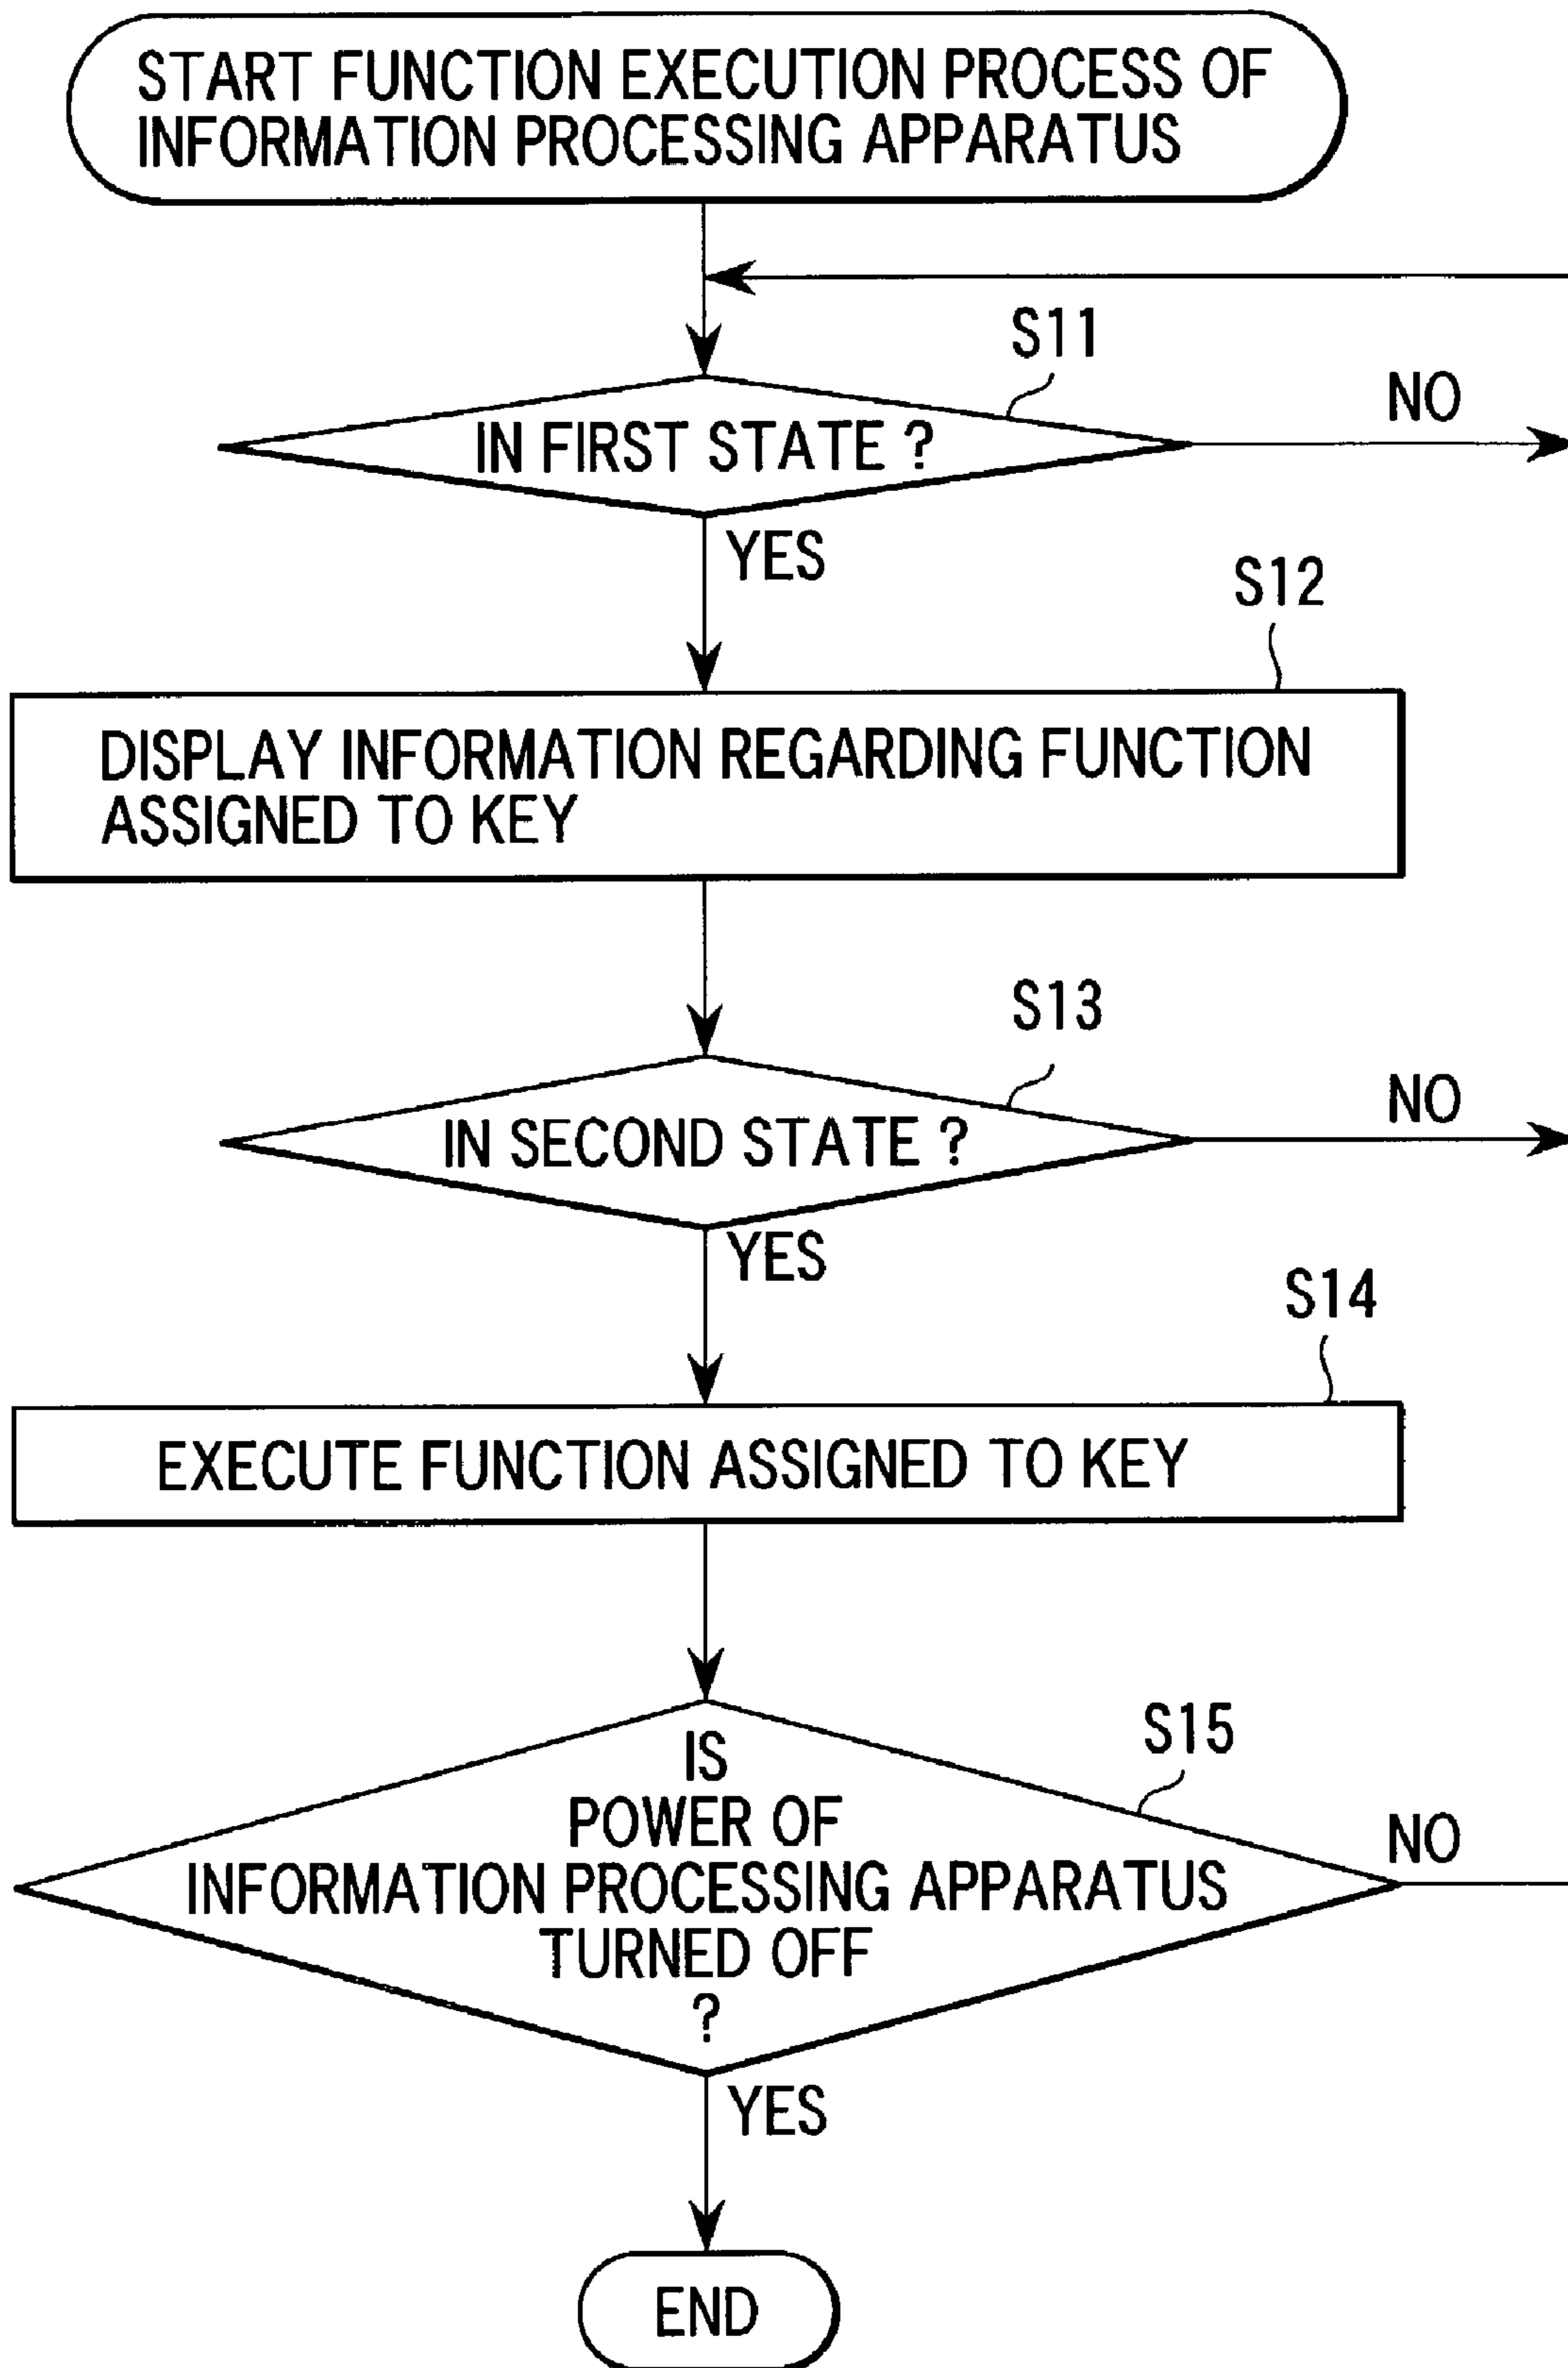 START FUNCTION EXECUTION PROCESS OF
INFORMATION PROCESSING APPARATUS
S11
IN FIRST STATE ?
NO
YES
S12
DISPLAY INFORMATION REGARDING FUNCTION
ASSIGNED TO KEY
S13
IN SECOND STATE ?
NO
YES
S14
EXECUTE FUNCTION ASSIGNED TO KEY
S15
IS
POWER OF
INFORMATION PROCESSING APPARATUS
TURNED OFF
?
NO
YES
END